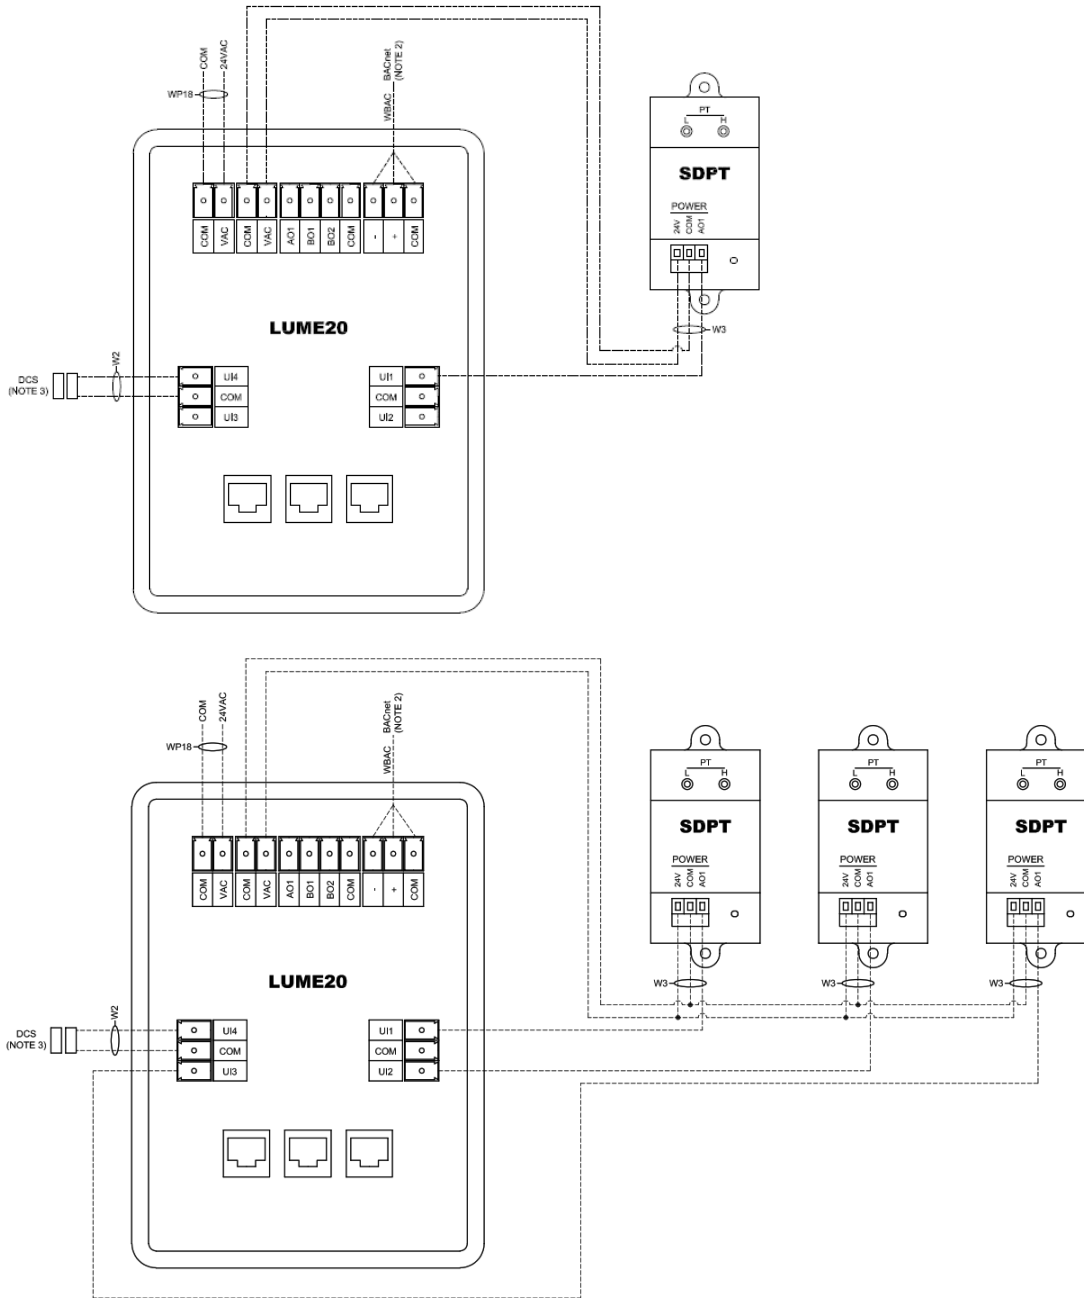 COM
24VAC
WP18
WBAC
BACnet
(NOTE 2)
COM
VAC
COM
VAC
AO1
BO1
BO2
COM
-
+
COM
LUME20
W2
DCS
(NOTE 3)
UI4
COM
UI3
UI1
COM
UI2
PT
L
H
SDPT
POWER
24V
COM
AO1
W3
COM
24VAC
WP18
WBAC
BACnet
(NOTE 2)
COM
VAC
COM
VAC
AO1
BO1
BO2
COM
-
+
COM
LUME20
W2
DCS
(NOTE 3)
UI4
COM
UI3
UI1
COM
UI2
PT
L
H
SDPT
POWER
24V
COM
AO1
W3
PT
L
H
SDPT
POWER
24V
COM
AO1
W3
PT
L
H
SDPT
POWER
24V
COM
AO1
W3